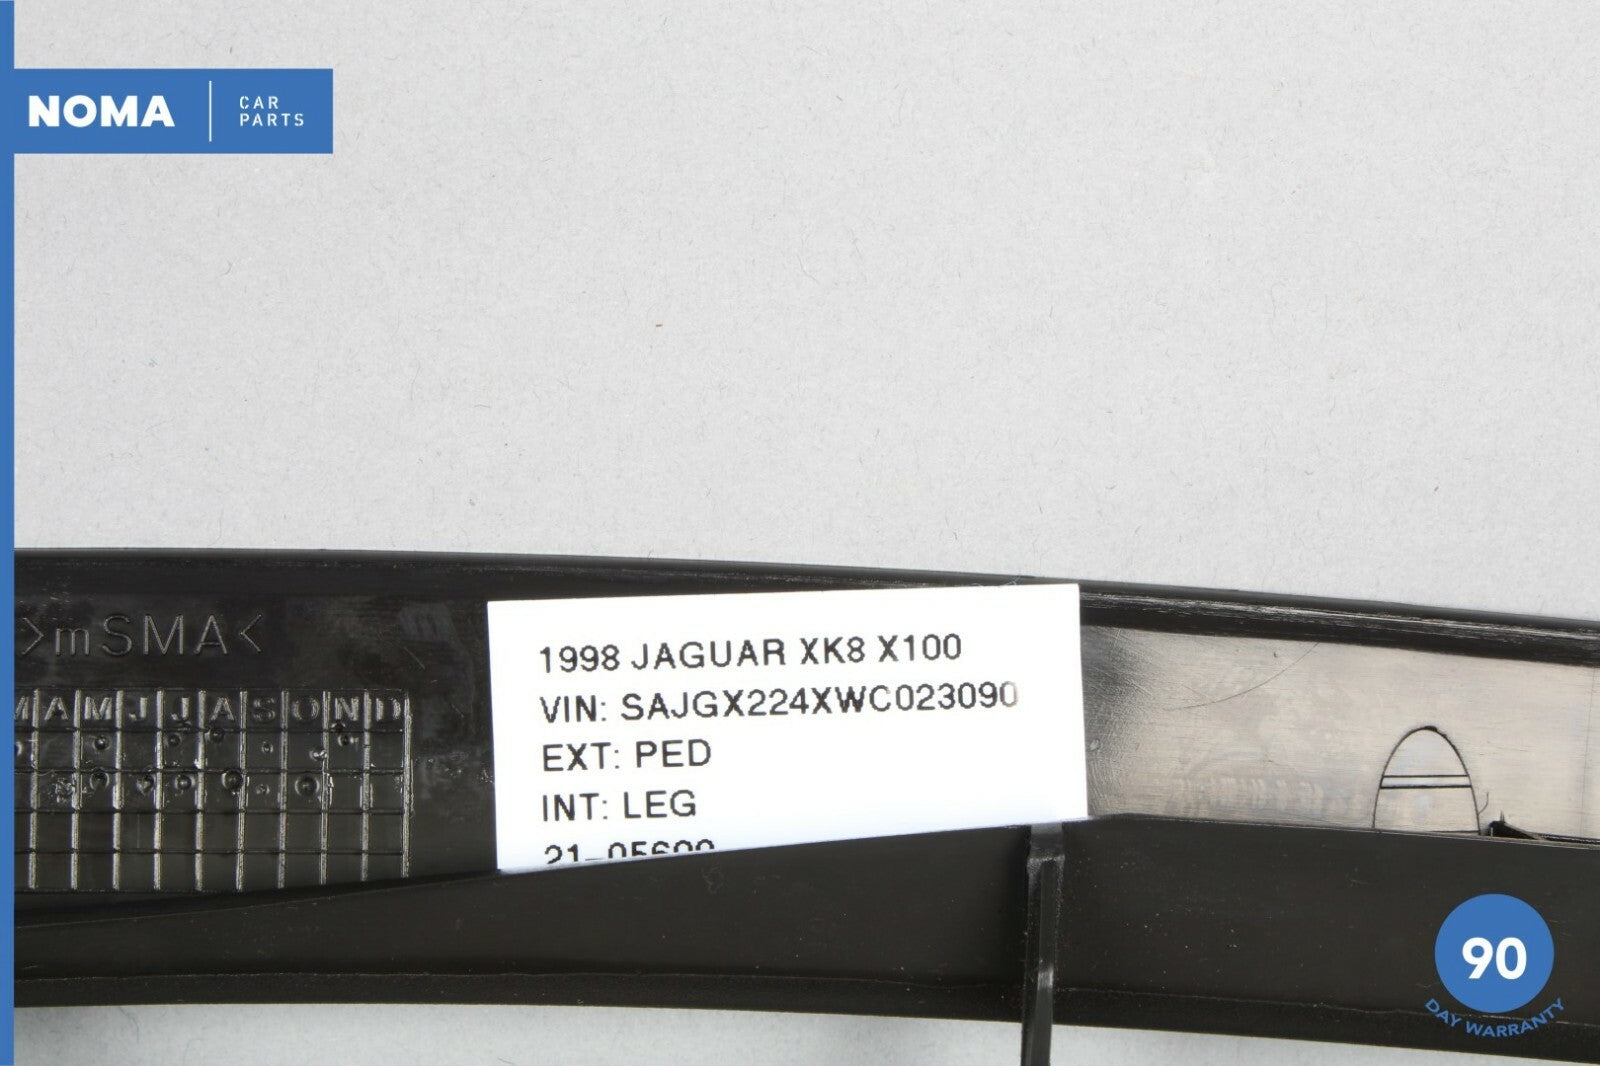 NOMA
CAR
PARTS
>mSMA<
M A M J J A S O N D
1998 JAGUAR XK8 X100
VIN: SAJGX224XWC023090
EXT: PED
INT: LEG
90
DAY WARRANTY